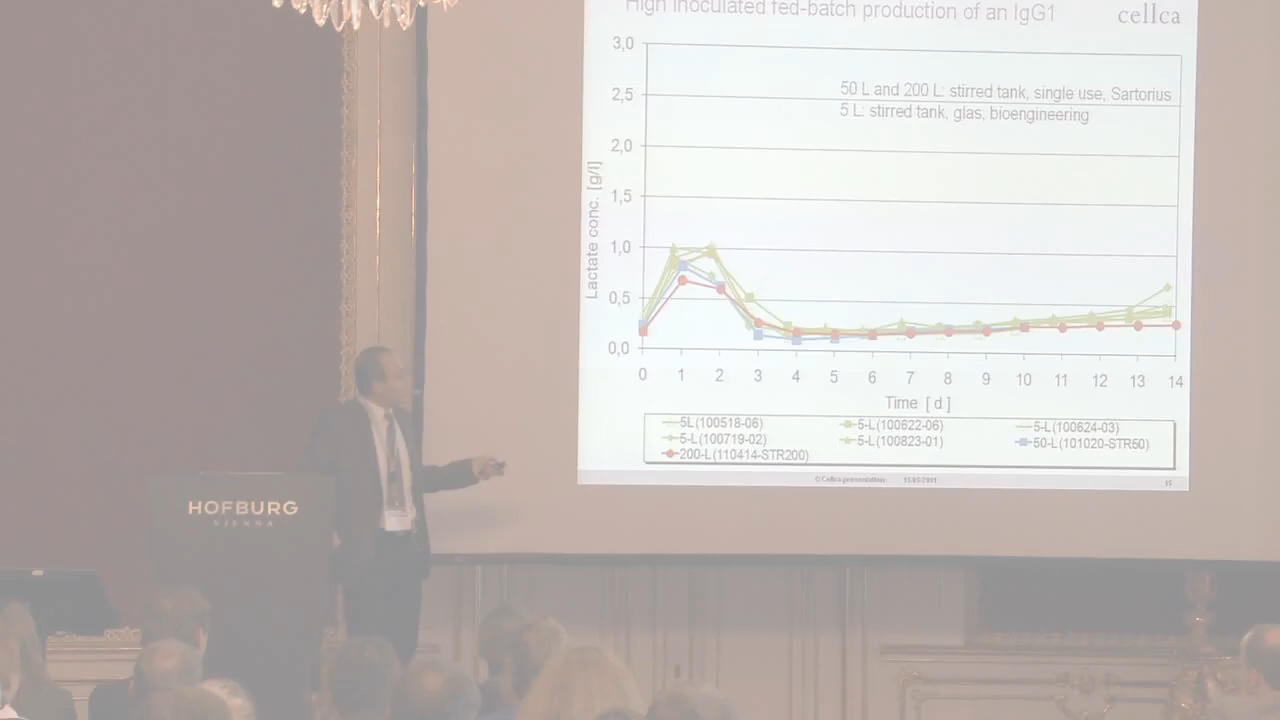 High inoculated fed-batch production of an IgG1
cellca
3,0
2,5
2,0
1,5
1,0
0,5
0,0
Lactate conc. [g/l]
50 L and 200 L: stirred tank, single use, Sartorius
5 L: stirred tank, glas, bioengineering
0 1 2 3 4 5 6 7 8 9 10 11 12 13 14
Time [ d ]
5L(100518-06) 5-L(100622-06) 5-L(100624-03)
5-L(100719-02) 5-L(100823-01) 50-L(101020-STR50)
200-L(110414-STR200)
© Cellca presentation
15
HOFBURG
VIENNA